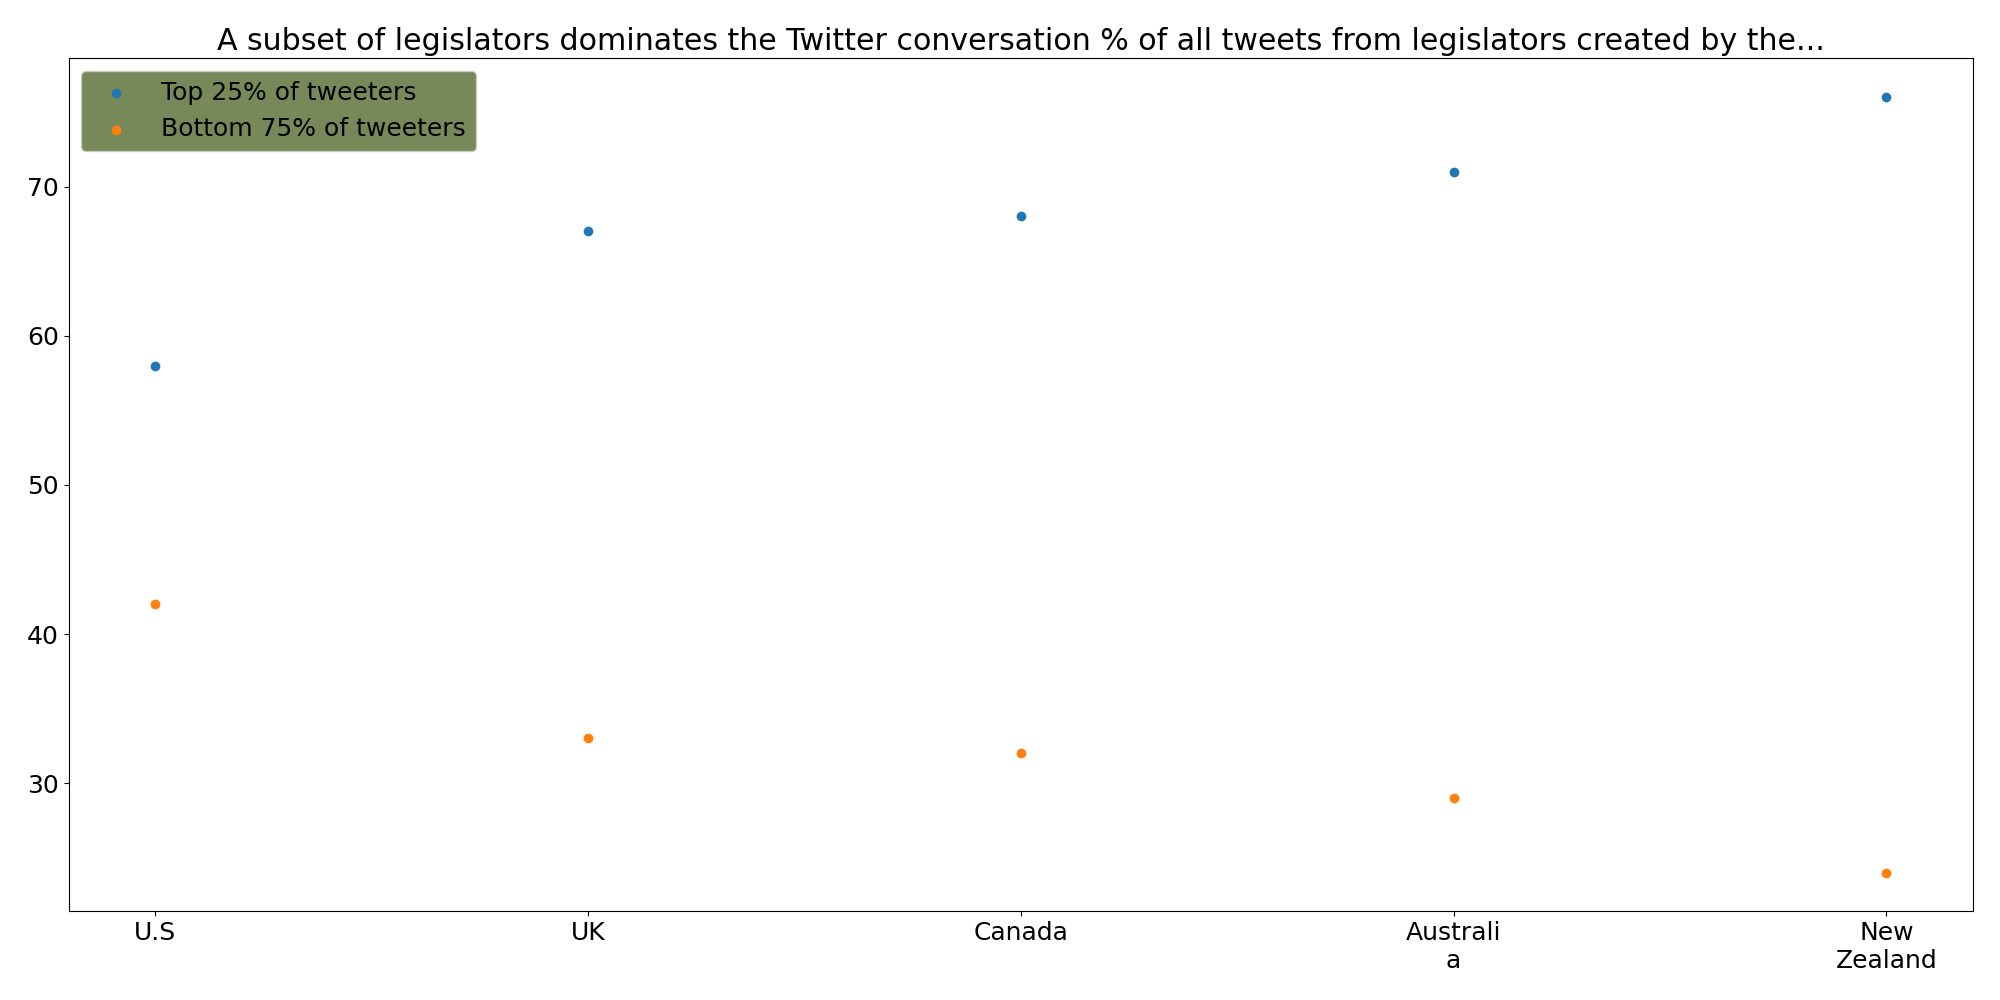 A subset of legislators dominates the Twitter conversation % of all tweets from legislators created by the...
Top 25% of tweeters
Bottom 75% of tweeters
70
60
50
40
30
U.S
UK
Canada
Australi
a
New
Zealand